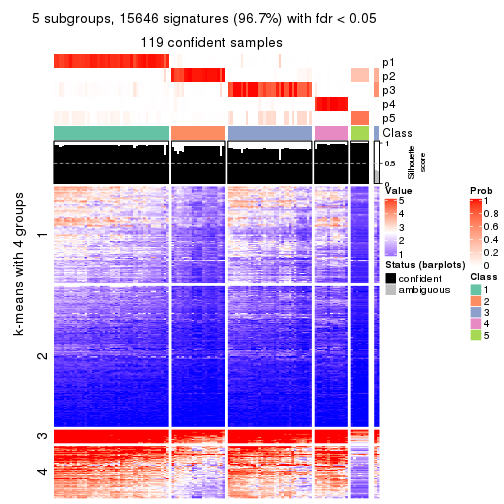 5 subgroups, 15646 signatures (96.7%) with fdr < 0.05
119 confident samples
p1
p2
p3
p4
p5
Class
1
0.5
0
Silhouette
score
k-means with 4 groups
1
2
3
4
Value
5
4
3
2
1
Status (barplots)
confident
ambiguous
Prob
1
0.8
0.6
0.4
0.2
0
Class
1
2
3
4
5